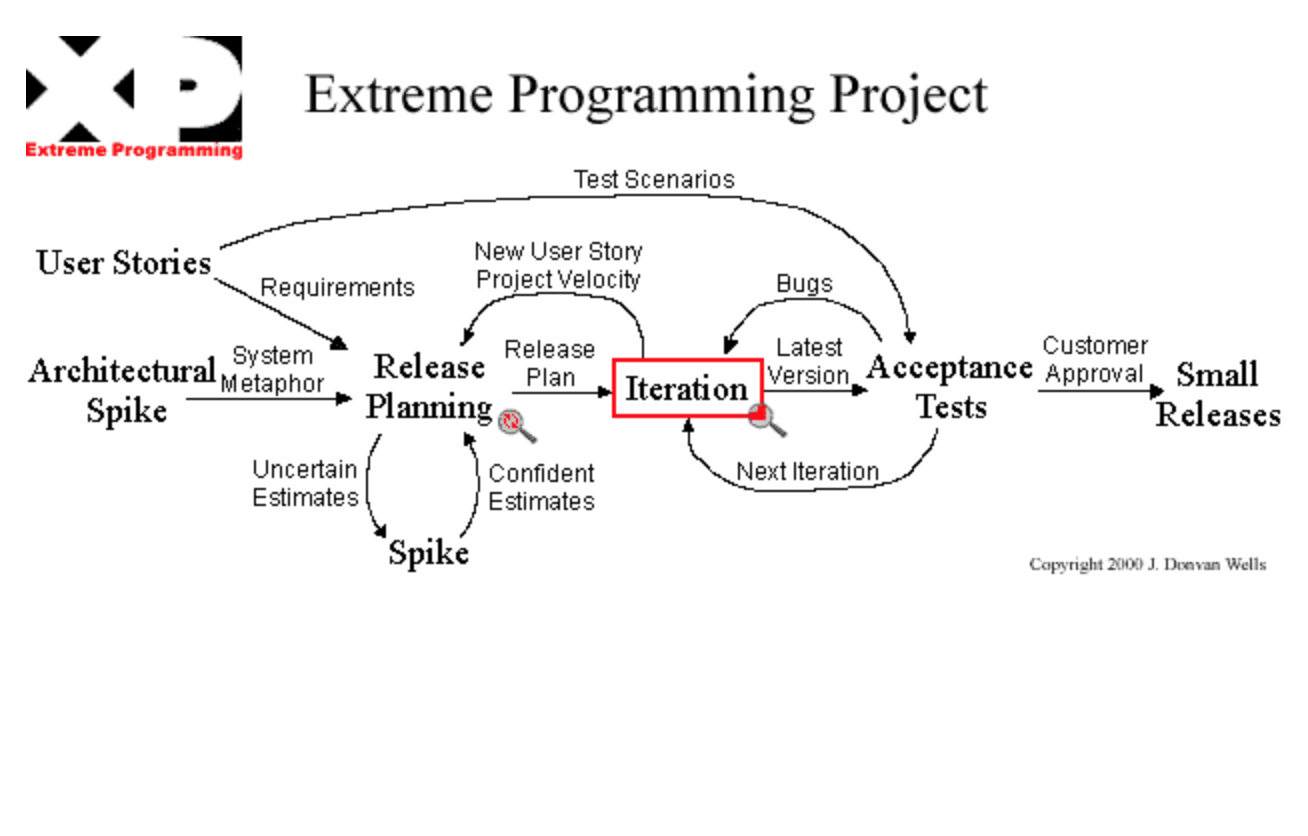 XP
Extreme Programming
Extreme Programming Project
Test Scenarios
User Stories
Requirements
New User Story
Project Velocity
Bugs
Architectural
Spike
System
Metaphor
Release
Planning
Release
Plan
Iteration
Latest
Version
Acceptance
Tests
Customer
Approval
Small
Releases
Uncertain
Estimates
Confident
Estimates
Next Iteration
Spike
Copyright 2000 J. Donvan Wells